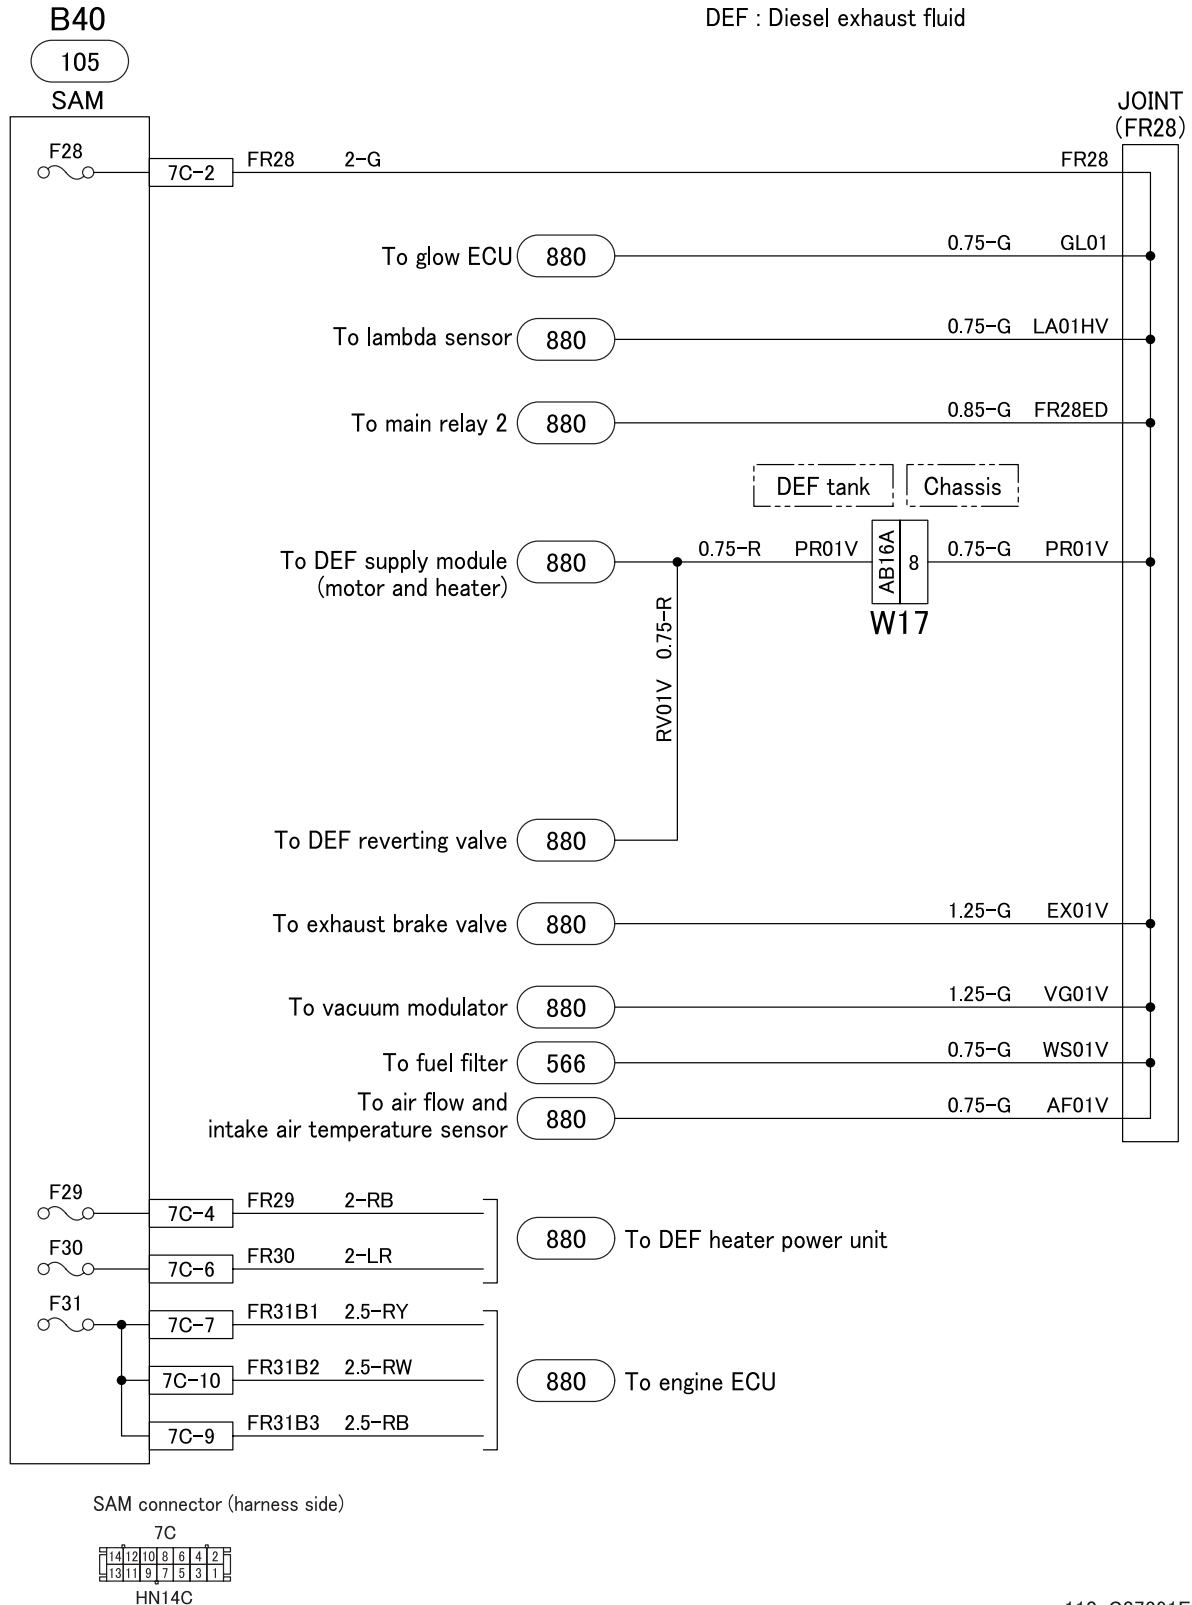 B40
DEF : Diesel exhaust fluid
105
SAM
JOINT
(FR28)
F28
7C-2
FR28 2-G
FR28
To glow ECU 880 0.75-G GL01
To lambda sensor 880 0.75-G LA01HV
To main relay 2 880 0.85-G FR28ED
DEF tank Chassis
To DEF supply module
(motor and heater)
880 0.75-R PR01V AB16A 8 0.75-G PR01V
W17
RV01V 0.75-R
To DEF reverting valve 880
To exhaust brake valve 880 1.25-G EX01V
To vacuum modulator 880 1.25-G VG01V
To fuel filter 566 0.75-G WS01V
To air flow and
intake air temperature sensor
880 0.75-G AF01V
F29 7C-4 FR29 2-RB
F30 7C-6 FR30 2-LR
880 To DEF heater power unit
F31 7C-7 FR31B1 2.5-RY
7C-10 FR31B2 2.5-RW
7C-9 FR31B3 2.5-RB
880 To engine ECU
SAM connector (harness side)
7C
14 12 10 8 6 4 2
13 11 9 7 5 3 1
HN14C